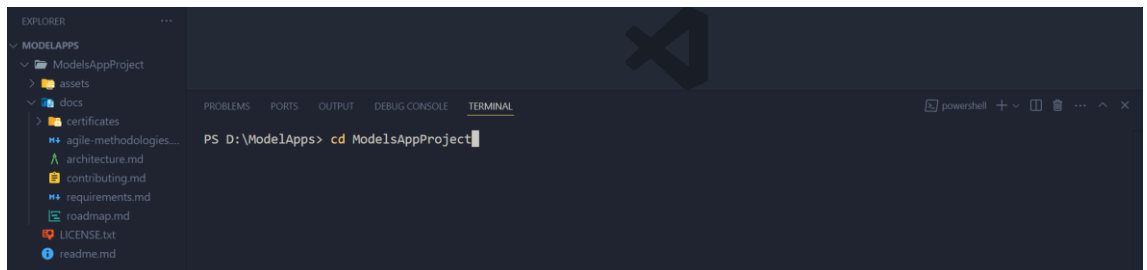 EXPLORER ...
MODELAPPS
ModelsAppProject
assets
docs
certificates
agile-methodologies....
architecture.md
contributing.md
requirements.md
roadmap.md
LICENSE.txt
readme.md
PROBLEMS PORTS OUTPUT DEBUG CONSOLE TERMINAL
powershell
PS D:\ModelApps> cd ModelsAppProject